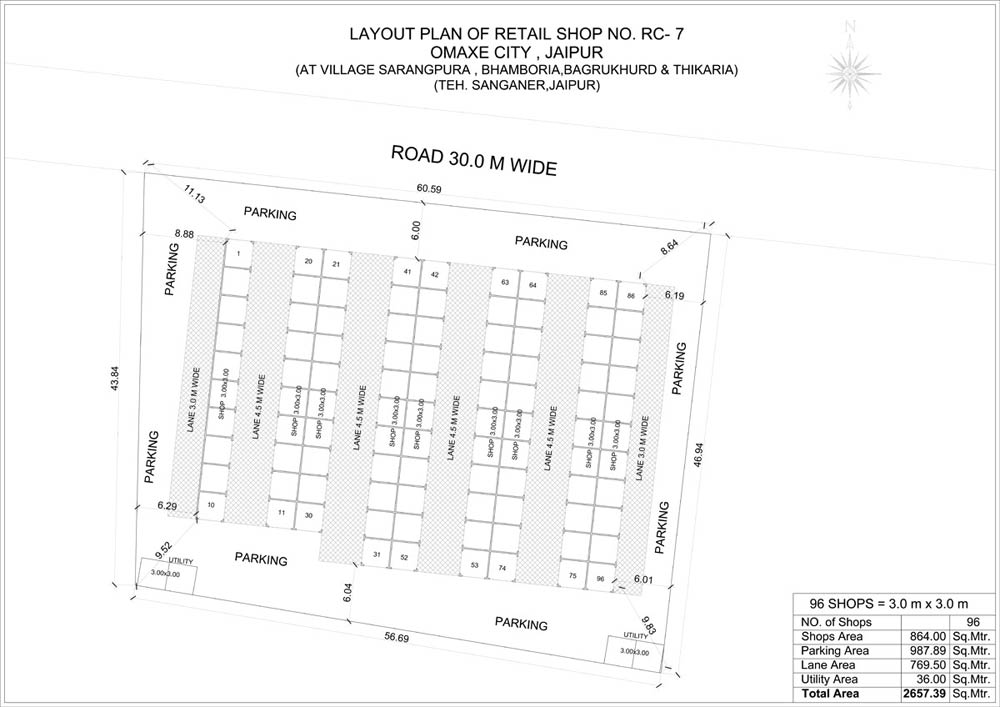 LAYOUT PLAN OF RETAIL SHOP NO. RC- 7
OMAXE CITY , JAIPUR
(AT VILLAGE SARANGPURA , BHAMBORIA,BAGRUKHURD & THIKARIA)
(TEH. SANGANER,JAIPUR)
N
ROAD 30.0 M WIDE
60.59
11.13
PARKING
6.00
PARKING
8.64
8.88
PARKING
1
20
21
41
42
63
64
85
86
6.19
PARKING
43.84
LANE 3.0 M WIDE
SHOP 3.00x3.00
LANE 4.5 M WIDE
SHOP 3.00x3.00
SHOP 3.00x3.00
LANE 4.5 M WIDE
SHOP 3.00x3.00
SHOP 3.00x3.00
LANE 4.5 M WIDE
SHOP 3.00x3.00
SHOP 3.00x3.00
LANE 4.5 M WIDE
SHOP 3.00x3.00
SHOP 3.00x3.00
LANE 3.0 M WIDE
46.94
PARKING
PARKING
6.29
10
11
30
31
52
53
74
75
96
6.01
9.52
UTILITY
3.00x3.00
PARKING
6.04
PARKING
9.83
UTILITY
3.00x3.00
56.69
96 SHOPS = 3.0 m x 3.0 m
NO. of Shops 96
Shops Area 864.00 Sq.Mtr.
Parking Area 987.89 Sq.Mtr.
Lane Area 769.50 Sq.Mtr.
Utility Area 36.00 Sq.Mtr.
Total Area 2657.39 Sq.Mtr.